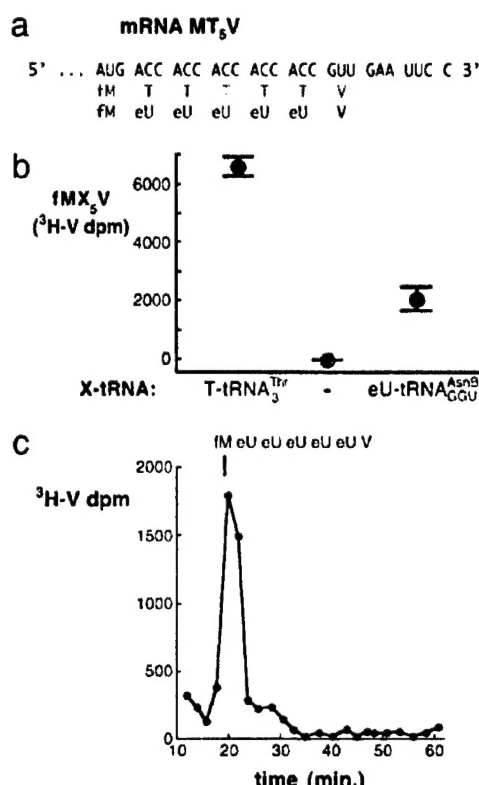 a mRNA MT₅V
5' ... AUG ACC ACC ACC ACC ACC GUU GAA UUC C 3'
fM T T T T T V
fM eU eU eU eU eU V
b
fMX₅V
(³H-V dpm)
6000
4000
2000
0
X-tRNA: T-tRNA₃ᵀʰʳ - eU-tRNA AsnB GGU
c
fM eU eU eU eU eU V
³H-V dpm
2000
1500
1000
500
0
10 20 30 40 50 60
time (min.)